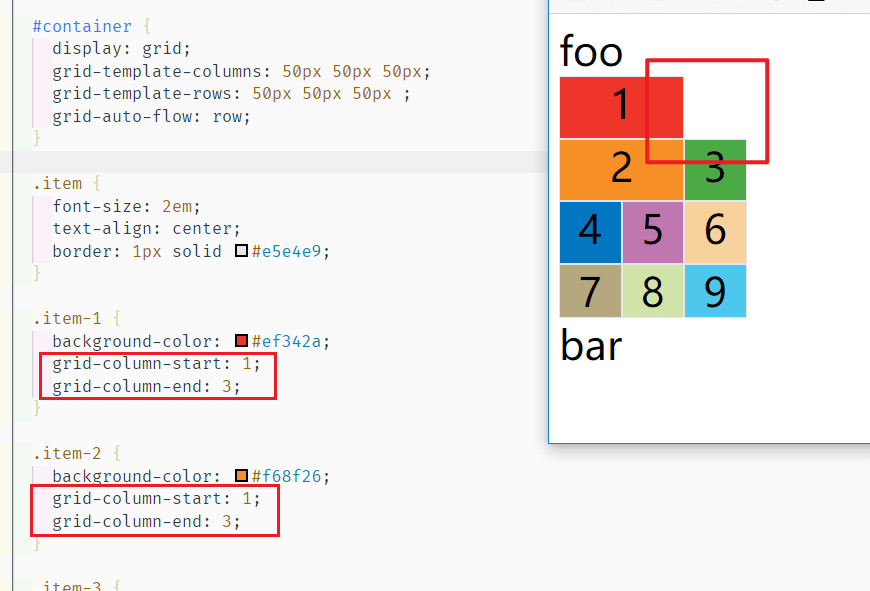 #container {
display: grid;
grid-template-columns: 50px 50px 50px;
grid-template-rows: 50px 50px 50px ;
grid-auto-flow: row;
}
.item {
font-size: 2em;
text-align: center;
border: 1px solid #e5e4e9;
}
.item-1 {
background-color: #ef342a;
grid-column-start: 1;
grid-column-end: 3;
}
.item-2 {
background-color: #f68f26;
grid-column-start: 1;
grid-column-end: 3;
}
.item-3 {
foo
1
2 3
4 5 6
7 8 9
bar